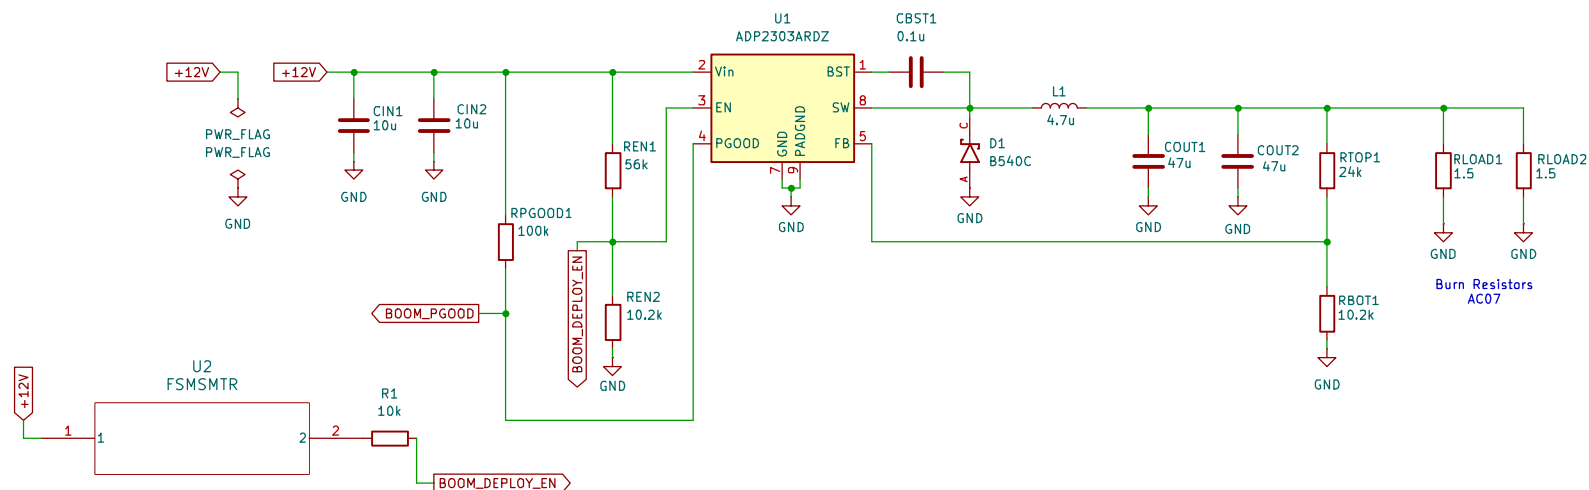 U1
ADP2303ARDZ
CBST1
0.1u
+12V
+12V
2
Vin
BST
1
3
EN
SW
8
4
PGOOD
FB
5
GND
PADGND
7
9
GND
CIN1
10u
GND
CIN2
10u
GND
PWR_FLAG
PWR_FLAG
GND
REN1
56k
RPGOOD1
100k
L1
4.7u
C
D1
B540C
A
GND
COUT1
47u
GND
COUT2
47u
GND
RTOP1
24k
RLOAD1
1.5
GND
RLOAD2
1.5
GND
Burn Resistors
AC07
BOOM_PGOOD
BOOM_DEPLOY_EN
REN2
10.2k
GND
RBOT1
10.2k
GND
+12V
U2
FSMSMTR
1
1
2
2
R1
10k
BOOM_DEPLOY_EN